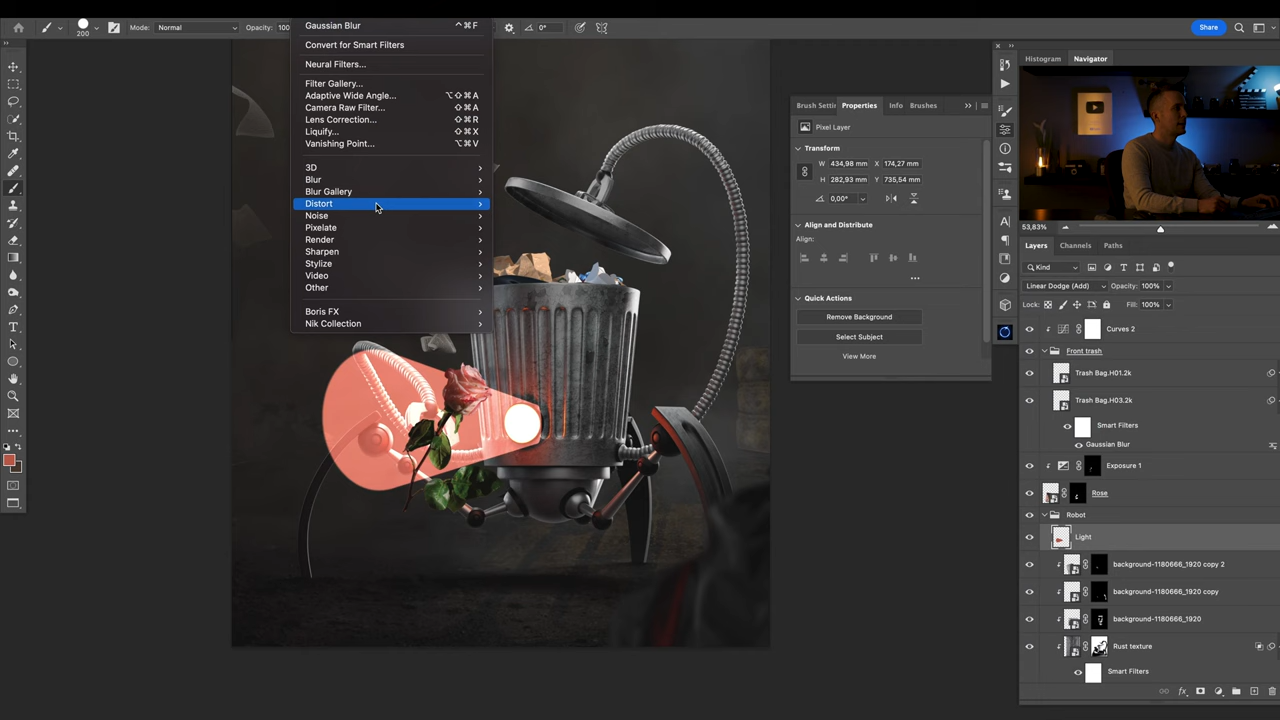 200
Mode:
Normal
Opacity:
100
0°
Share
Gaussian Blur
^⌘F
Convert for Smart Filters
Neural Filters...
Filter Gallery...
Adaptive Wide Angle...
⌥⇧⌘A
Camera Raw Filter...
⇧⌘A
Lens Correction...
⇧⌘R
Liquify...
⇧⌘X
Vanishing Point...
⌥⌘V
3D
Blur
Blur Gallery
Distort
Noise
Pixelate
Render
Sharpen
Stylize
Video
Other
Boris FX
Nik Collection
Brush Setti
Properties
Info
Brushes
Pixel Layer
Transform
W
434,98 mm
X
174,27 mm
H
282,93 mm
Y
735,54 mm
0,00°
Align and Distribute
Align:
Quick Actions
Remove Background
Select Subject
View More
Histogram
Navigator
53,83%
Layers
Channels
Paths
Kind
Linear Dodge (Add)
Opacity:
100%
Lock:
Fill:
100%
Curves 2
Front trash
Trash Bag.H01.2k
Trash Bag.H03.2k
Smart Filters
Gaussian Blur
Exposure 1
Rose
Robot
Light
background-1180666_1920 copy 2
background-1180666_1920 copy
background-1180666_1920
Rust texture
Smart Filters
fx